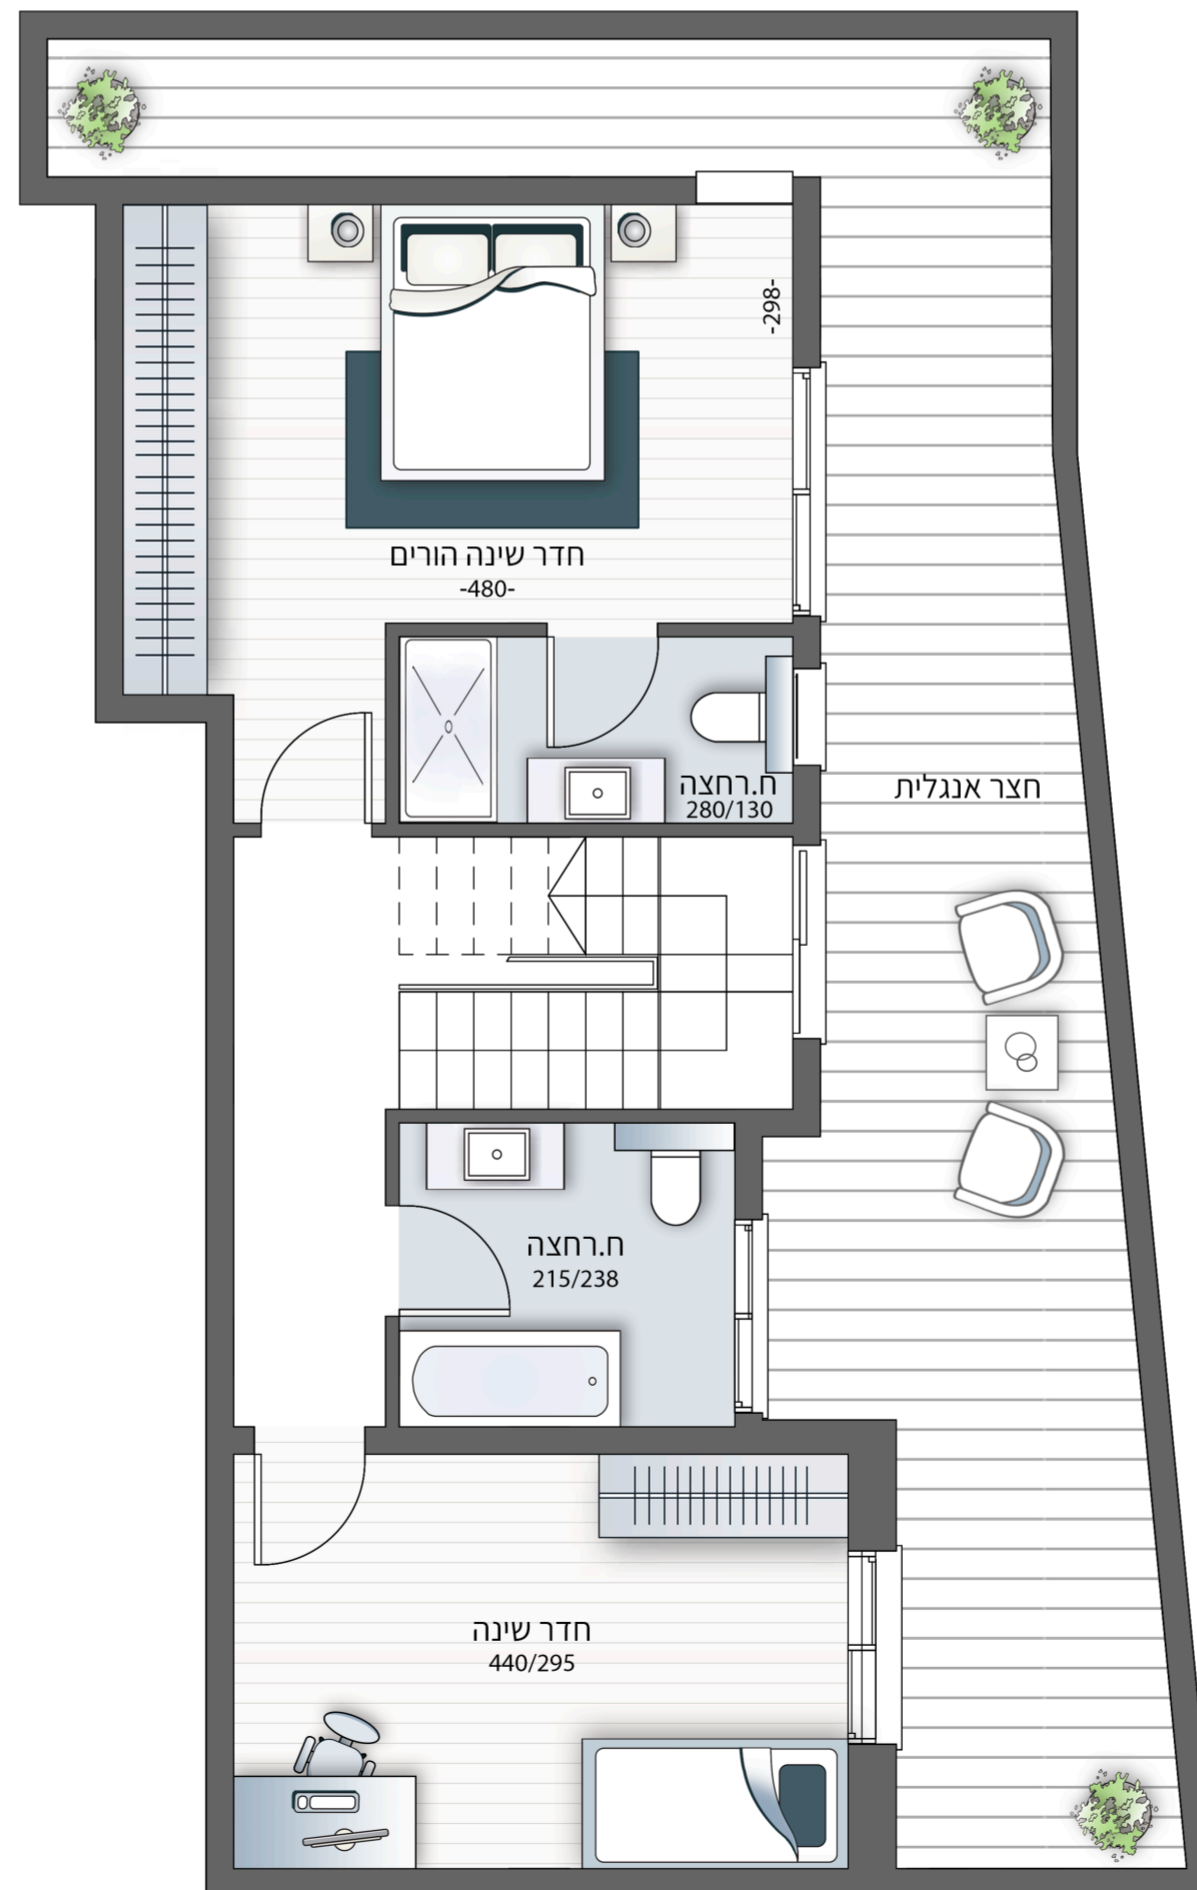 -298-
חדר שינה הורים
-480-
ח.רחצה
280/130
חצר אנגלית
ח.רחצה
215/238
חדר שינה
440/295